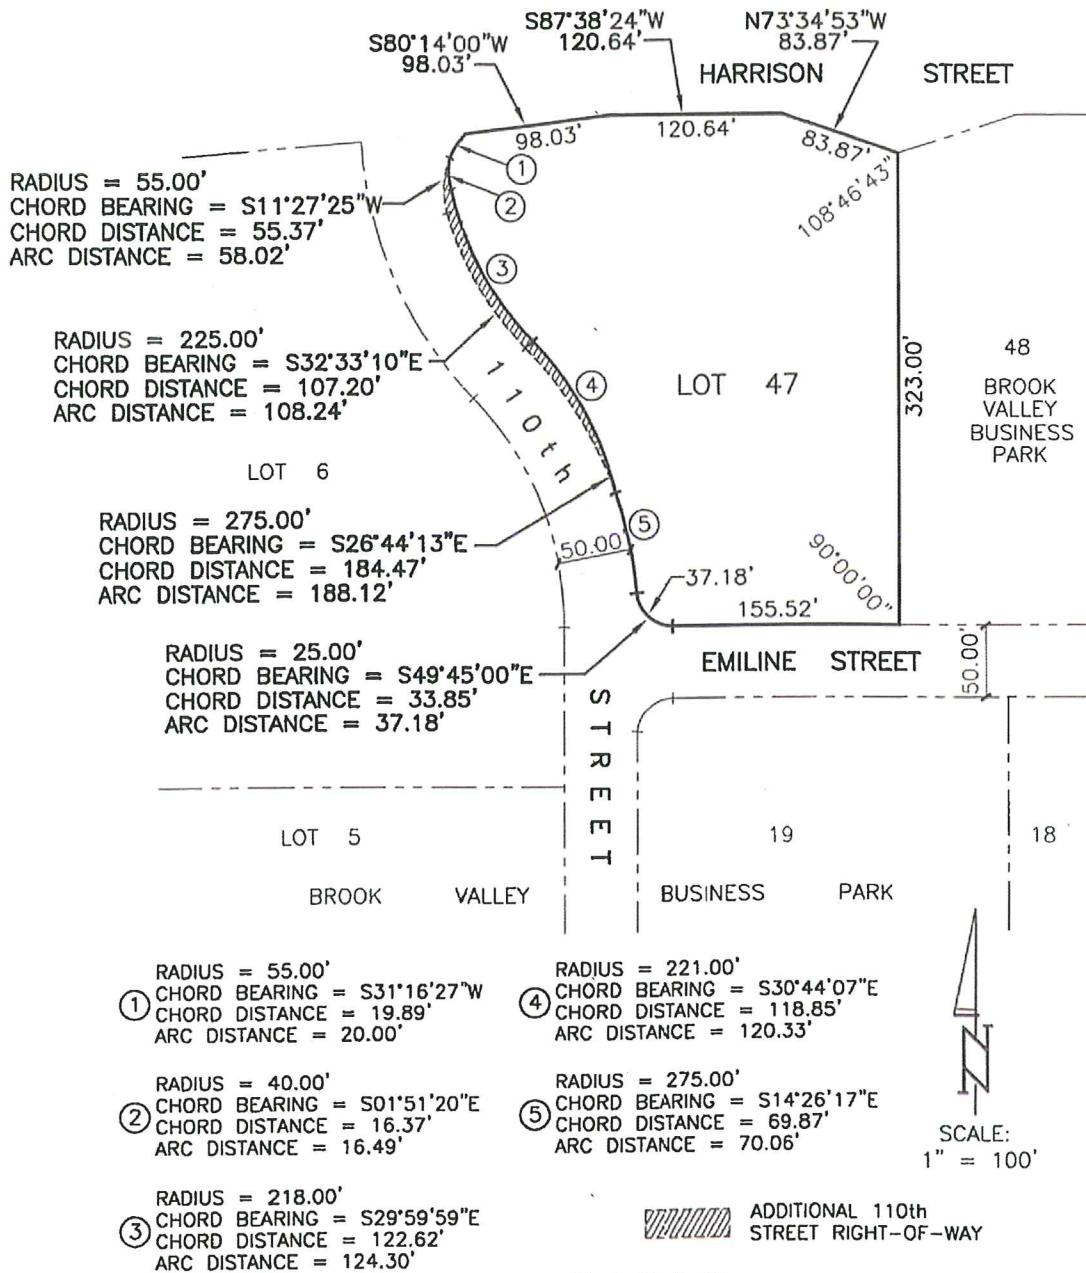 S87°38'24"W
120.64'
N73°34'53"W
83.87'
S80°14'00"W
98.03'
HARRISON STREET
98.03'
120.64'
83.87'
108°46'43"
1
2
RADIUS = 55.00'
CHORD BEARING = S11°27'25"W
CHORD DISTANCE = 55.37'
ARC DISTANCE = 58.02'
3
RADIUS = 225.00'
CHORD BEARING = S32°33'10"E
CHORD DISTANCE = 107.20'
ARC DISTANCE = 108.24'
4
LOT 47
323.00'
48
BROOK
VALLEY
BUSINESS
PARK
110th
LOT 6
RADIUS = 275.00'
CHORD BEARING = S26°44'13"E
CHORD DISTANCE = 184.47'
ARC DISTANCE = 188.12'
5
50.00'
37.18'
155.52'
90°00'00"
RADIUS = 25.00'
CHORD BEARING = S49°45'00"E
CHORD DISTANCE = 33.85'
ARC DISTANCE = 37.18'
EMILINE STREET
50.00'
STREET
LOT 5
19
18
BROOK VALLEY BUSINESS PARK
1
RADIUS = 55.00'
CHORD BEARING = S31°16'27"W
CHORD DISTANCE = 19.89'
ARC DISTANCE = 20.00'
4
RADIUS = 221.00'
CHORD BEARING = S30°44'07"E
CHORD DISTANCE = 118.85'
ARC DISTANCE = 120.33'
2
RADIUS = 40.00'
CHORD BEARING = S01°51'20"E
CHORD DISTANCE = 16.37'
ARC DISTANCE = 16.49'
5
RADIUS = 275.00'
CHORD BEARING = S14°26'17"E
CHORD DISTANCE = 69.87'
ARC DISTANCE = 70.06'
N
SCALE:
1" = 100'
3
RADIUS = 218.00'
CHORD BEARING = S29°59'59"E
CHORD DISTANCE = 122.62'
ARC DISTANCE = 124.30'
ADDITIONAL 110th
STREET RIGHT-OF-WAY